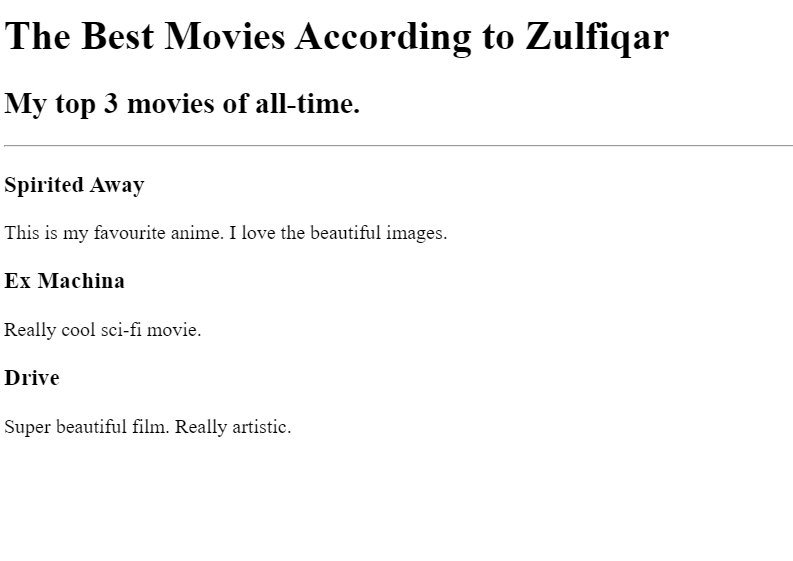 The Best Movies According to Zulfiqar
My top 3 movies of all-time.
Spirited Away
This is my favourite anime. I love the beautiful images.
Ex Machina
Really cool sci-fi movie.
Drive
Super beautiful film. Really artistic.